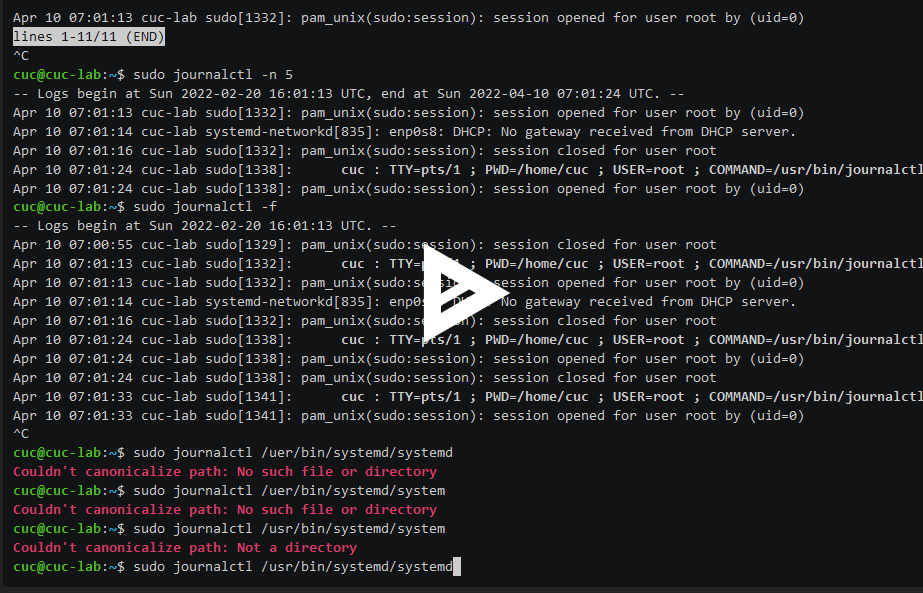 Apr 10 07:01:13 cuc-lab sudo[1332]: pam_unix(sudo:session): session opened for user root by (uid=0)
lines 1-11/11 (END)
^C
cuc@cuc-lab:~$ sudo journalctl -n 5
-- Logs begin at Sun 2022-02-20 16:01:13 UTC, end at Sun 2022-04-10 07:01:24 UTC. --
Apr 10 07:01:13 cuc-lab sudo[1332]: pam_unix(sudo:session): session opened for user root by (uid=0)
Apr 10 07:01:14 cuc-lab systemd-networkd[835]: enp0s8: DHCP: No gateway received from DHCP server.
Apr 10 07:01:16 cuc-lab sudo[1332]: pam_unix(sudo:session): session closed for user root
Apr 10 07:01:24 cuc-lab sudo[1338]: cuc : TTY=pts/1 ; PWD=/home/cuc ; USER=root ; COMMAND=/usr/bin/journalctl
Apr 10 07:01:24 cuc-lab sudo[1338]: pam_unix(sudo:session): session opened for user root by (uid=0)
cuc@cuc-lab:~$ sudo journalctl -f
-- Logs begin at Sun 2022-02-20 16:01:13 UTC. --
Apr 10 07:00:55 cuc-lab sudo[1329]: pam_unix(sudo:session): session closed for user root
Apr 10 07:01:13 cuc-lab sudo[1332]: cuc : TTY=pts/1 ; PWD=/home/cuc ; USER=root ; COMMAND=/usr/bin/journalctl
Apr 10 07:01:13 cuc-lab sudo[1332]: pam_unix(sudo:session): session opened for user root by (uid=0)
Apr 10 07:01:14 cuc-lab systemd-networkd[835]: enp0s8: DHCP: No gateway received from DHCP server.
Apr 10 07:01:16 cuc-lab sudo[1332]: pam_unix(sudo:session): session closed for user root
Apr 10 07:01:24 cuc-lab sudo[1338]: cuc : TTY=pts/1 ; PWD=/home/cuc ; USER=root ; COMMAND=/usr/bin/journalctl
Apr 10 07:01:24 cuc-lab sudo[1338]: pam_unix(sudo:session): session opened for user root by (uid=0)
Apr 10 07:01:24 cuc-lab sudo[1338]: pam_unix(sudo:session): session closed for user root
Apr 10 07:01:33 cuc-lab sudo[1341]: cuc : TTY=pts/1 ; PWD=/home/cuc ; USER=root ; COMMAND=/usr/bin/journalctl
Apr 10 07:01:33 cuc-lab sudo[1341]: pam_unix(sudo:session): session opened for user root by (uid=0)
^C
cuc@cuc-lab:~$ sudo journalctl /uer/bin/systemd/systemd
Couldn't canonicalize path: No such file or directory
cuc@cuc-lab:~$ sudo journalctl /uer/bin/systemd/system
Couldn't canonicalize path: No such file or directory
cuc@cuc-lab:~$ sudo journalctl /usr/bin/systemd/system
Couldn't canonicalize path: Not a directory
cuc@cuc-lab:~$ sudo journalctl /usr/bin/systemd/systemd